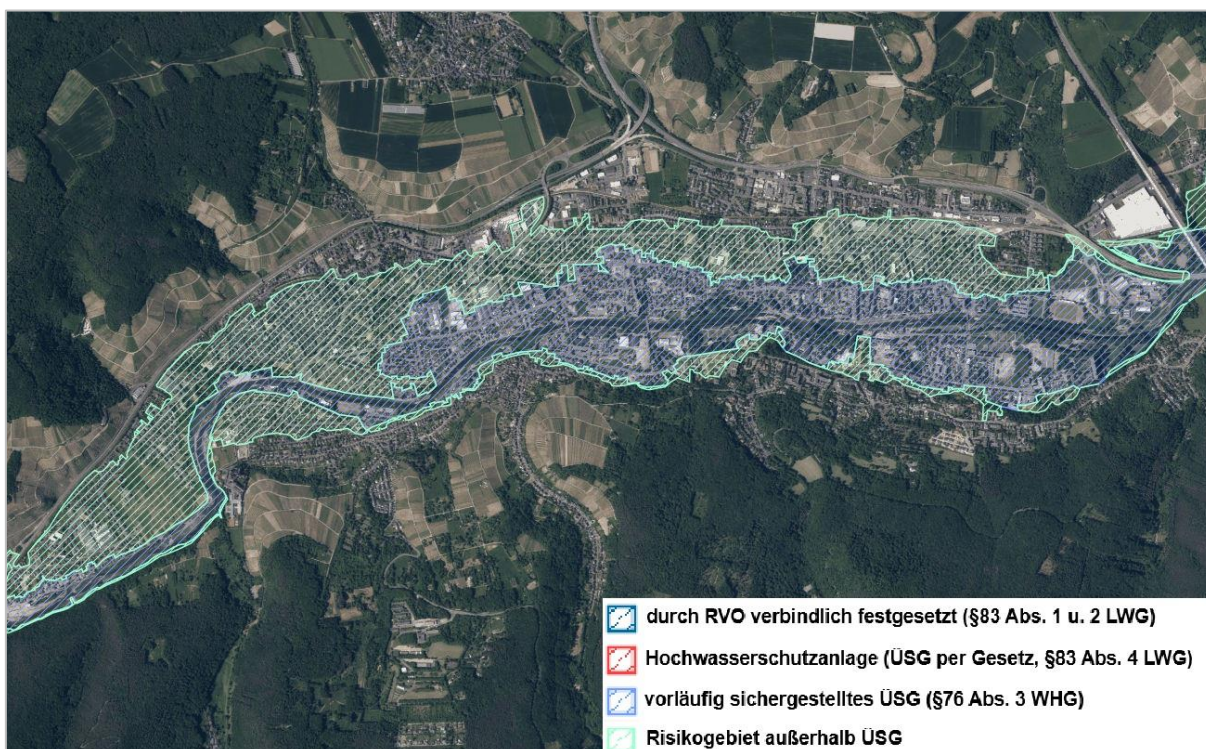 durch RVO verbindlich festgesetzt (§83 Abs. 1 u. 2 LWG)
Hochwasserschutzanlage (ÜSG per Gesetz, §83 Abs. 4 LWG)
vorläufig sichergestelltes ÜSG (§76 Abs. 3 WHG)
Risikogebiet außerhalb ÜSG